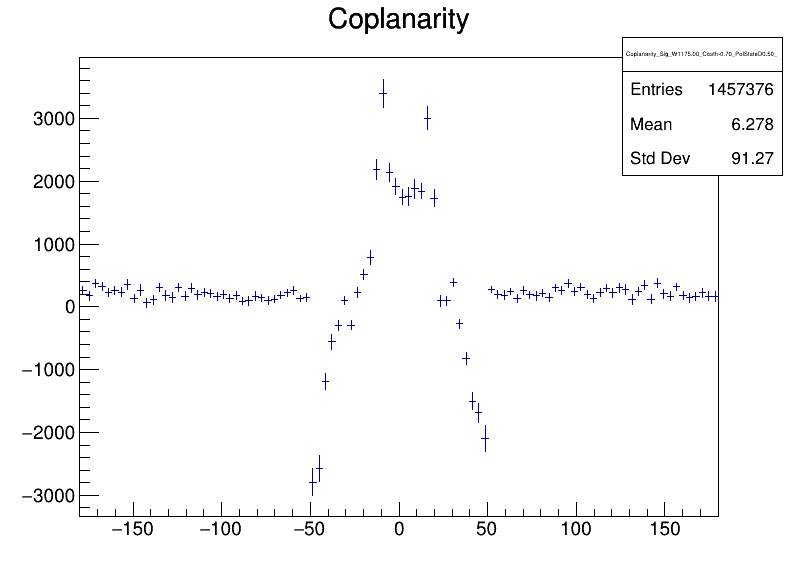 Coplanarity
Coplanarity_Sig_W1175.00_Costh-0.70_PolStateD0.50_
Entries 1457376
Mean 6.278
Std Dev 91.27
3000
2000
1000
0
−1000
−2000
−3000
−150 −100 −50 0 50 100 150